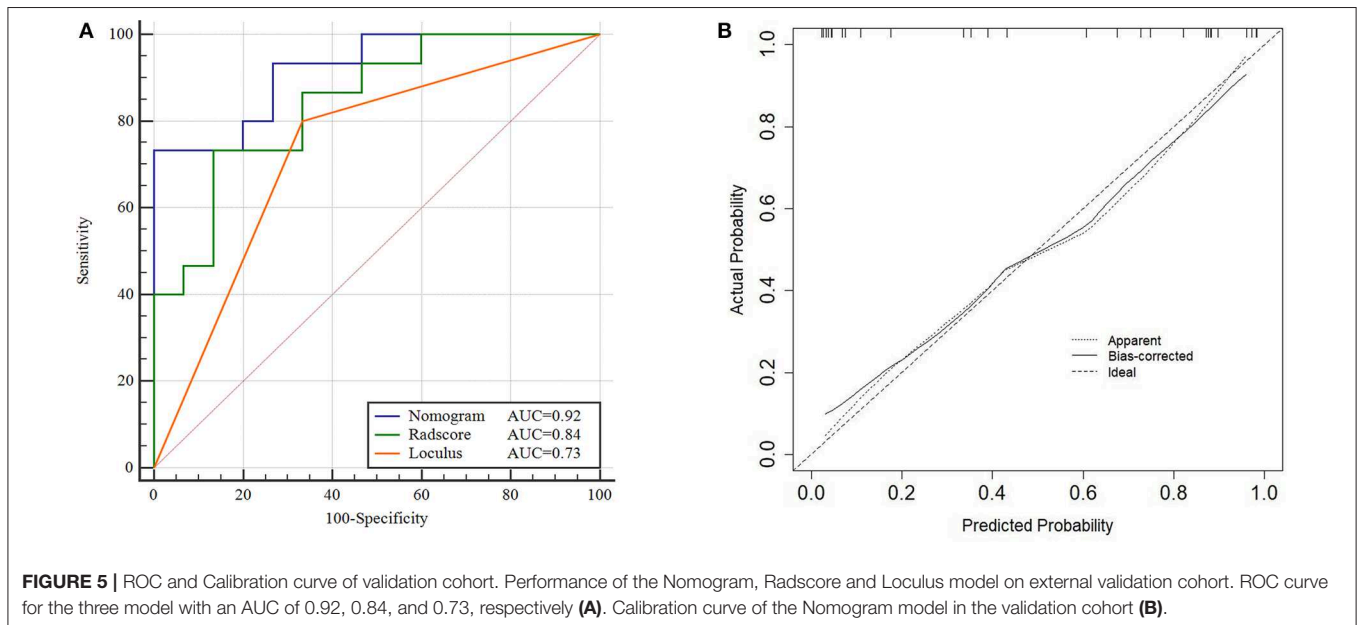 A
100
80
60
40
20
0
Sensitivity
0 20 40 60 80 100
100-Specificity
Nomogram AUC=0.92
Radscore AUC=0.84
Loculus AUC=0.73
B
1.0
0.8
0.6
0.4
0.2
0.0
Actual Probability
0.0 0.2 0.4 0.6 0.8 1.0
Predicted Probability
Apparent
Bias-corrected
Ideal
FIGURE 5 | ROC and Calibration curve of validation cohort. Performance of the Nomogram, Radscore and Loculus model on external validation cohort. ROC curve
for the three model with an AUC of 0.92, 0.84, and 0.73, respectively (A). Calibration curve of the Nomogram model in the validation cohort (B).